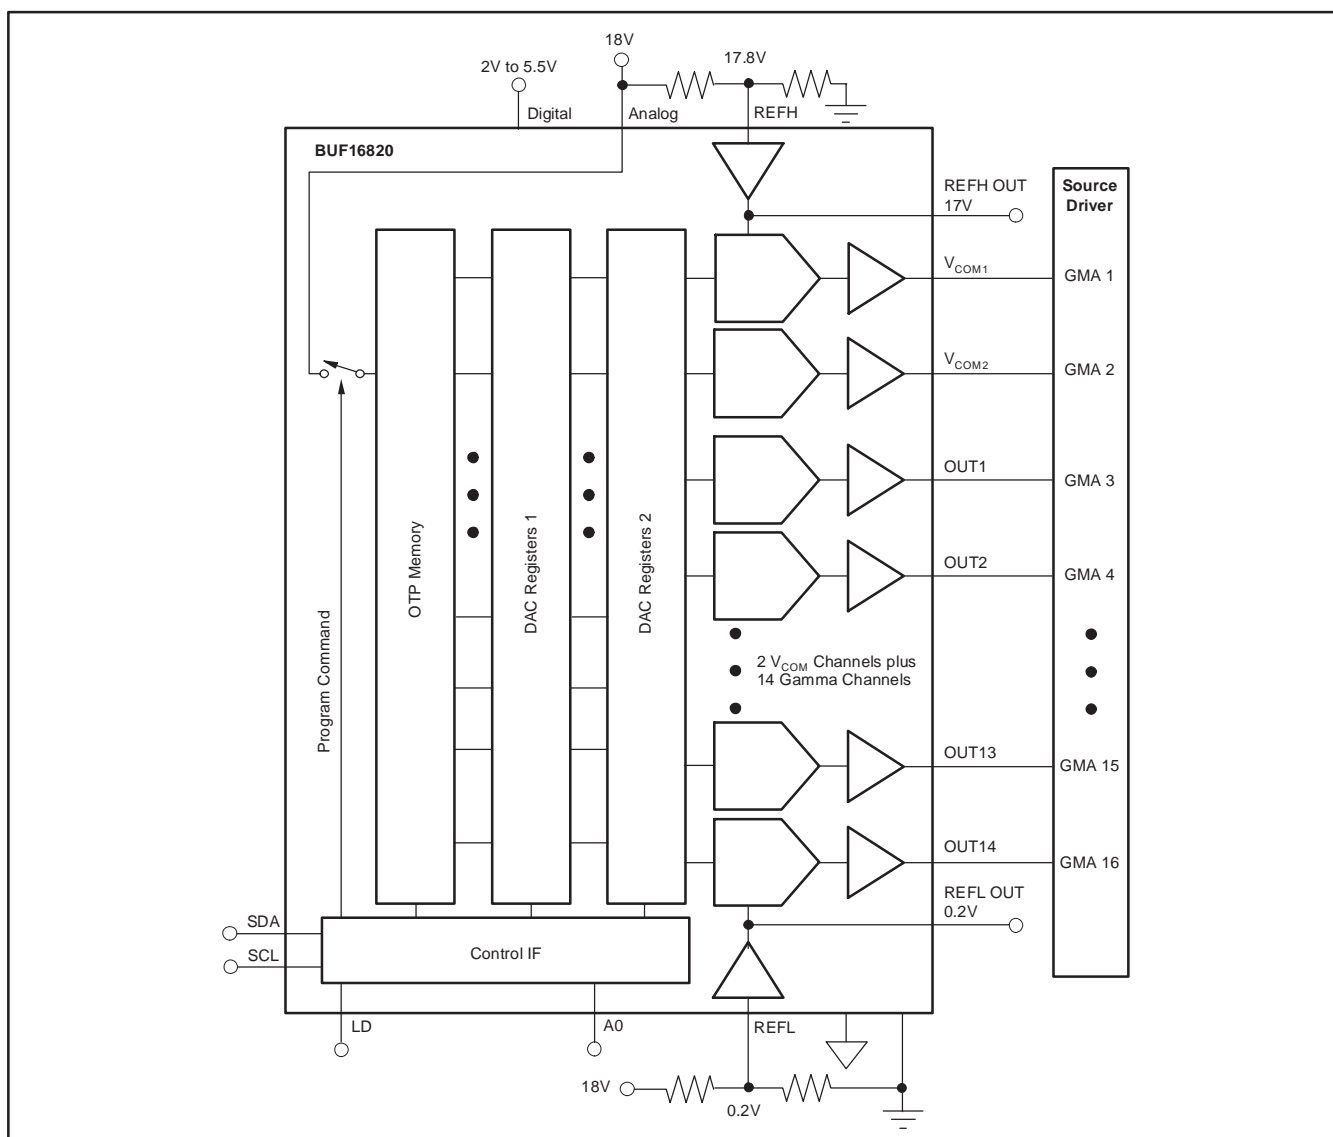 18V
17.8V
2V to 5.5V
Digital
Analog
REFH
BUF16820
REFH OUT
17V
Source
Driver
VCOM1
GMA 1
VCOM2
GMA 2
OUT1
GMA 3
OUT2
GMA 4
OTP Memory
DAC Registers 1
DAC Registers 2
Program Command
2 VCOM Channels plus
14 Gamma Channels
OUT13
GMA 15
OUT14
GMA 16
REFL OUT
0.2V
SDA
SCL
Control IF
LD
A0
REFL
18V
0.2V